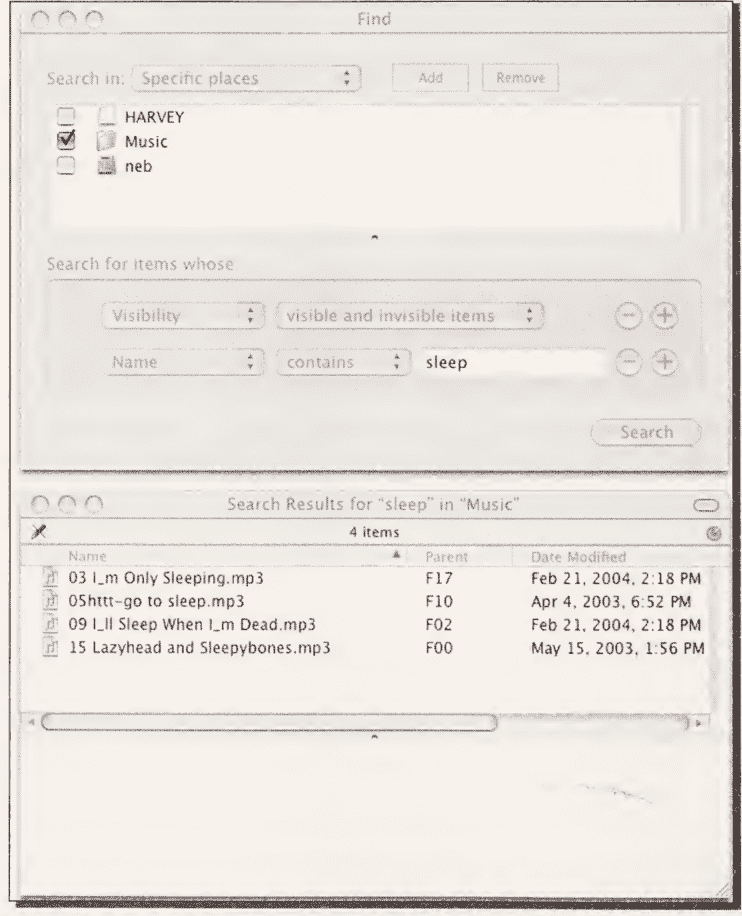 Find
Search in: Specific places Add Remove
HARVEY
Music
neb
Search for items whose
Visibility visible and invisible items
Name contains sleep
Search
Search Results for "sleep" in "Music"
4 items
Name Parent Date Modified
03 I_m Only Sleeping.mp3 F17 Feb 21, 2004, 2:18 PM
05httt-go to sleep.mp3 F10 Apr 4, 2003, 6:52 PM
09 I_ll Sleep When I_m Dead.mp3 F02 Feb 21, 2004, 2:18 PM
15 Lazyhead and Sleepybones.mp3 F00 May 15, 2003, 1:56 PM